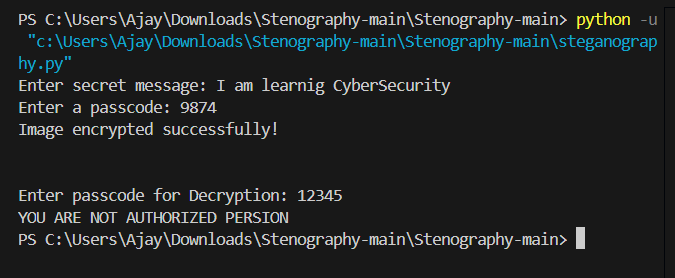 PS C:\Users\Ajay\Downloads\Stenography-main\Stenography-main> python -u
"c:\Users\Ajay\Downloads\Stenography-main\Stenography-main\steganograp
hy.py"
Enter secret message: I am learnig CyberSecurity
Enter a passcode: 9874
Image encrypted successfully!
Enter passcode for Decryption: 12345
YOU ARE NOT AUTHORIZED PERSION
PS C:\Users\Ajay\Downloads\Stenography-main\Stenography-main>